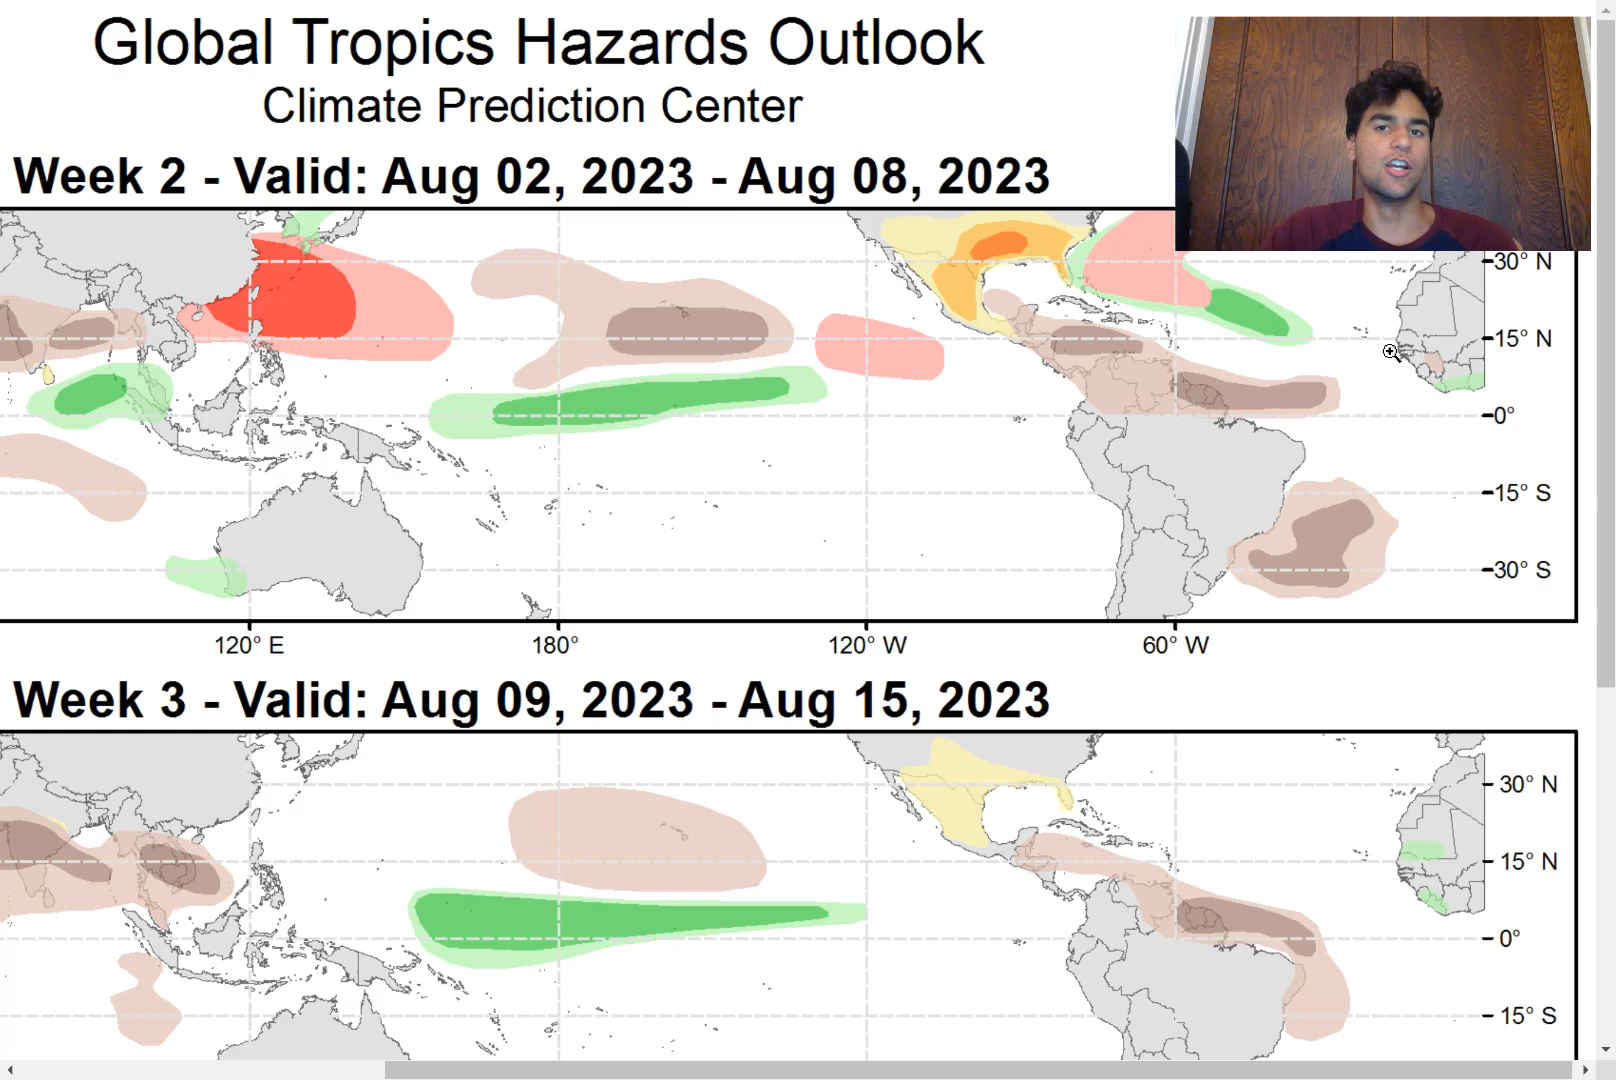 Global Tropics Hazards Outlook
Climate Prediction Center
Week 2 - Valid: Aug 02, 2023 - Aug 08, 2023
30° N
15° N
0°
15° S
30° S
120° E
180°
120° W
60° W
Week 3 - Valid: Aug 09, 2023 - Aug 15, 2023
30° N
15° N
0°
15° S